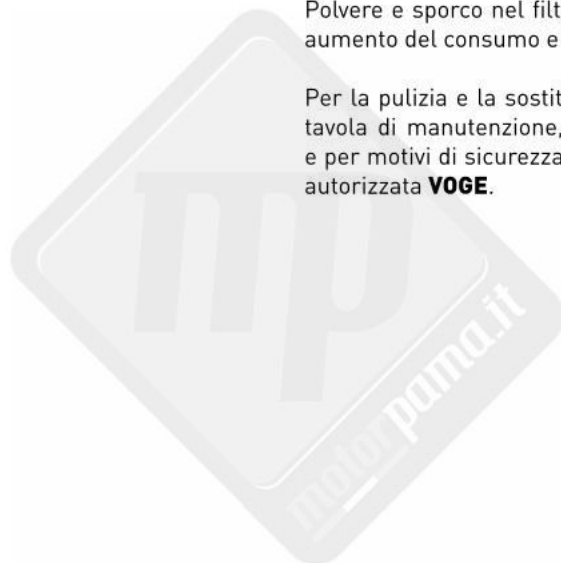 Polvere e sporco nel filt
aumento del consumo e
Per la pulizia e la sostit
tavola di manutenzione,
e per motivi di sicurezza
autorizzata VOGE.
mp
motorpama.it